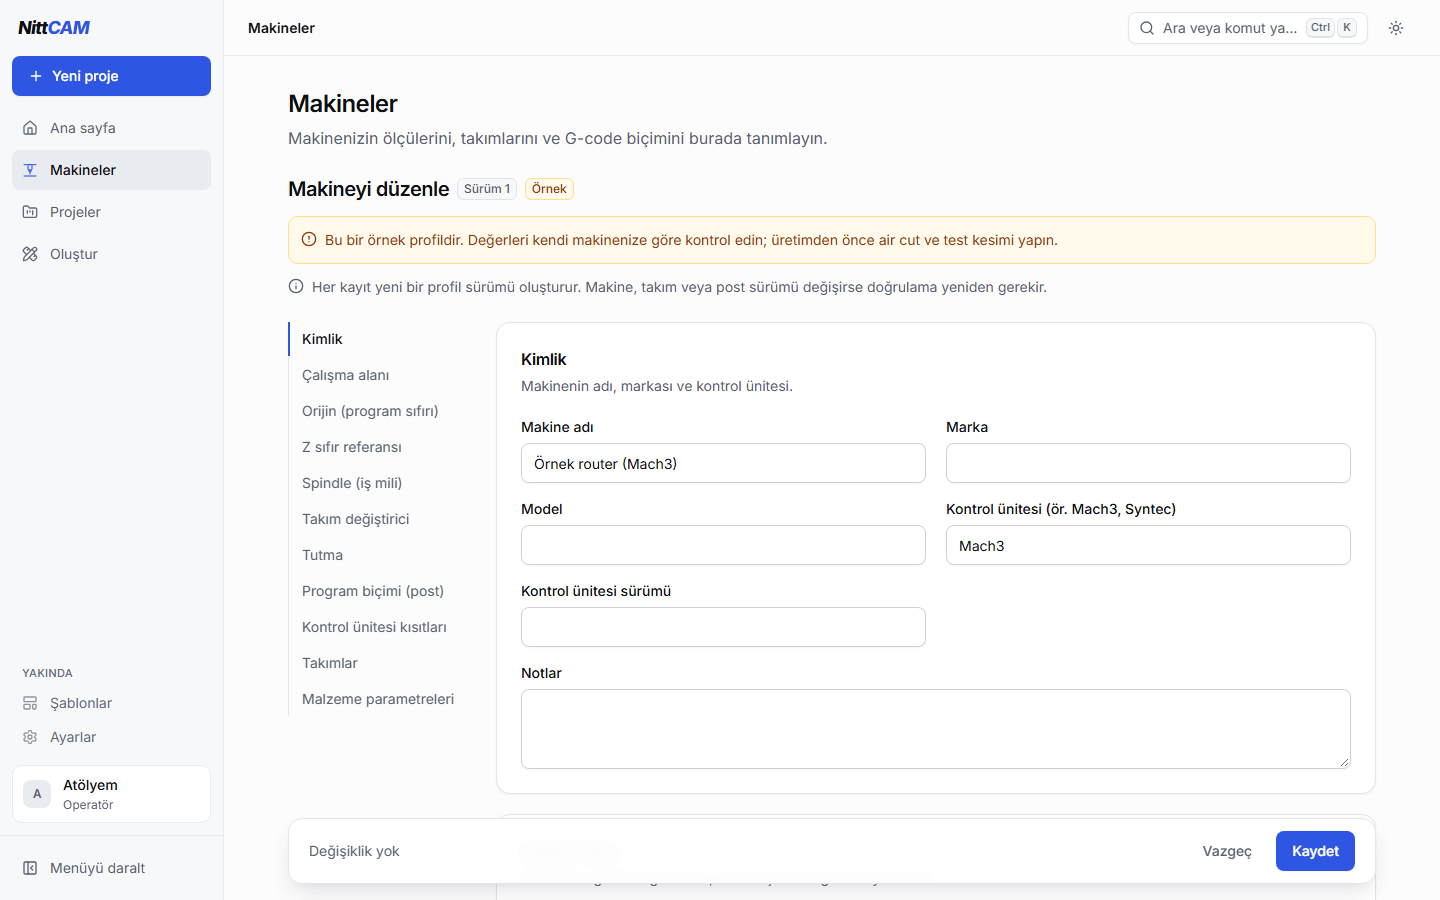 NittCAM
Yeni proje
Ana sayfa
Makineler
Projeler
Oluştur
YAKINDA
Şablonlar
Ayarlar
A
Atölyem
Operatör
Menüyü daralt
Makineler
Ara veya komut ya... Ctrl K
Makineler
Makinenizin ölçülerini, takımlarını ve G-code biçimini burada tanımlayın.
Makineyi düzenle Sürüm 1 Örnek
Bu bir örnek profildir. Değerleri kendi makinenize göre kontrol edin; üretimden önce air cut ve test kesimi yapın.
Her kayıt yeni bir profil sürümü oluşturur. Makine, takım veya post sürümü değişirse doğrulama yeniden gerekir.
Kimlik
Çalışma alanı
Orijin (program sıfırı)
Z sıfır referansı
Spindle (iş mili)
Takım değiştirici
Tutma
Program biçimi (post)
Kontrol ünitesi kısıtları
Takımlar
Malzeme parametreleri
Kimlik
Makinenin adı, markası ve kontrol ünitesi.
Makine adı
Örnek router (Mach3)
Marka
Model
Kontrol ünitesi (ör. Mach3, Syntec)
Mach3
Kontrol ünitesi sürümü
Notlar
Değişiklik yok
Vazgeç
Kaydet